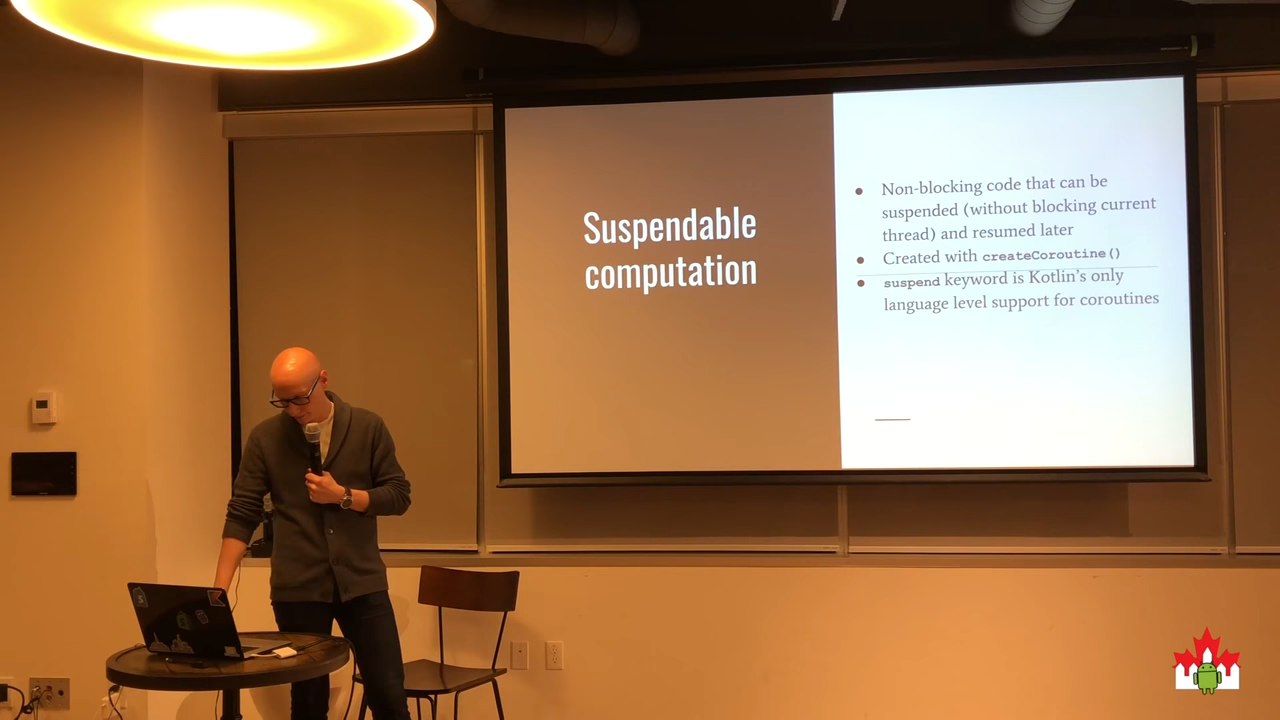 Suspendable
computation
● Non-blocking code that can be
suspended (without blocking current
thread) and resumed later
● Created with createCoroutine()
● suspend keyword is Kotlin's only
language level support for coroutines